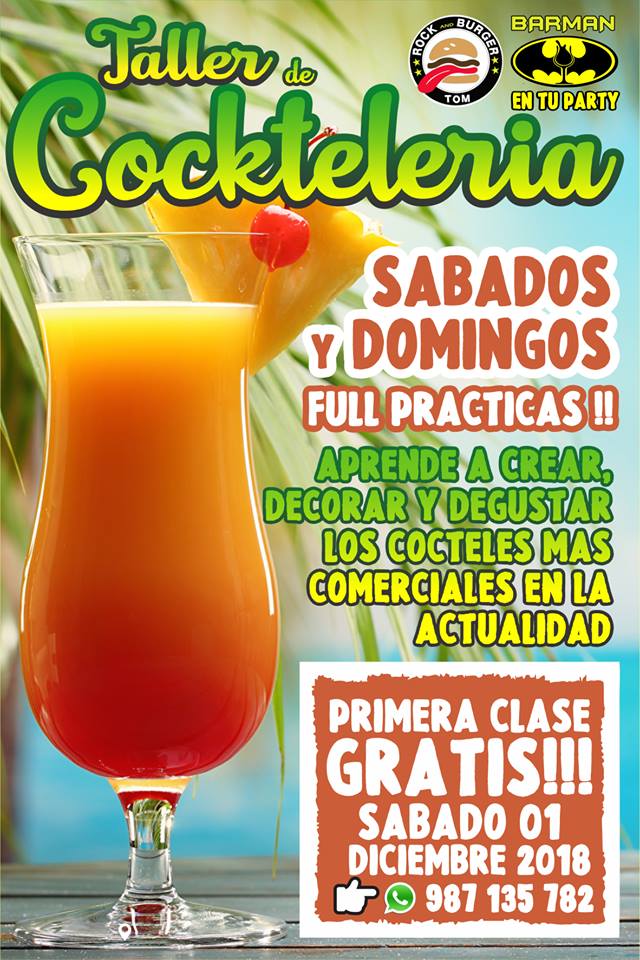 Taller de
Cockteleria
ROCK AND BURGER
TOM
BARMAN
EN TU PARTY
SABADOS
Y DOMINGOS
FULL PRACTICAS !!
APRENDE A CREAR,
DECORAR Y DEGUSTAR
LOS COCTELES MAS
COMERCIALES EN LA
ACTUALIDAD
PRIMERA CLASE
GRATIS!!!
SABADO 01
DICIEMBRE 2018
987 135 782